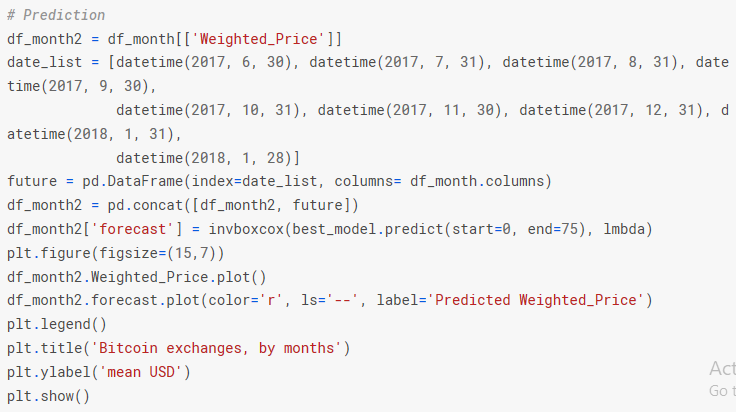 # Prediction
df_month2 = df_month[['Weighted_Price']]
date_list = [datetime(2017, 6, 30), datetime(2017, 7, 31), datetime(2017, 8, 31), date
time(2017, 9, 30),
             datetime(2017, 10, 31), datetime(2017, 11, 30), datetime(2017, 12, 31), d
atetime(2018, 1, 31),
             datetime(2018, 1, 28)]
future = pd.DataFrame(index=date_list, columns= df_month.columns)
df_month2 = pd.concat([df_month2, future])
df_month2['forecast'] = invboxcox(best_model.predict(start=0, end=75), lmbda)
plt.figure(figsize=(15,7))
df_month2.Weighted_Price.plot()
df_month2.forecast.plot(color='r', ls='--', label='Predicted Weighted_Price')
plt.legend()
plt.title('Bitcoin exchanges, by months')
plt.ylabel('mean USD')
plt.show()
Act
Go t